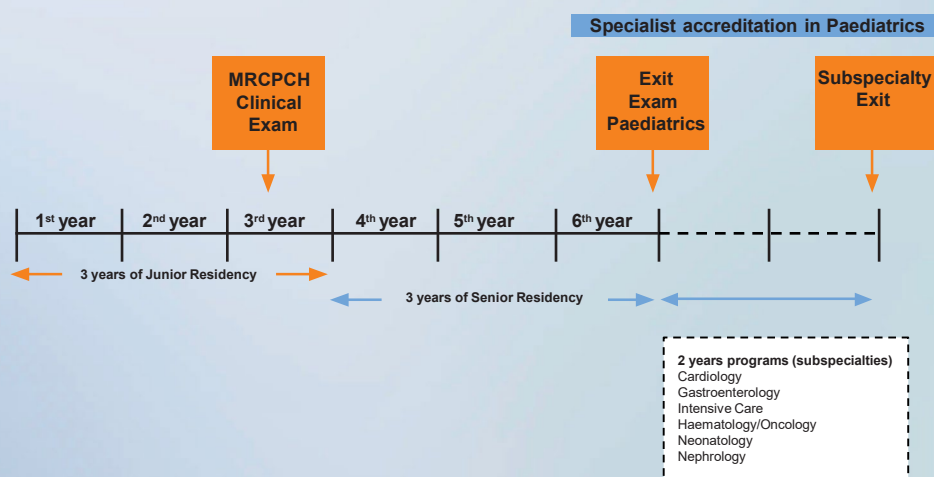 Specialist accreditation in Paediatrics
MRCPCH
Clinical
Exam
Exit
Exam
Paediatrics
Subspecialty
Exit
1st year
2nd year
3rd year
4th year
5th year
6th year
3 years of Junior Residency
3 years of Senior Residency
2 years programs (subspecialties)
Cardiology
Gastroenterology
Intensive Care
Haematology/Oncology
Neonatology
Nephrology